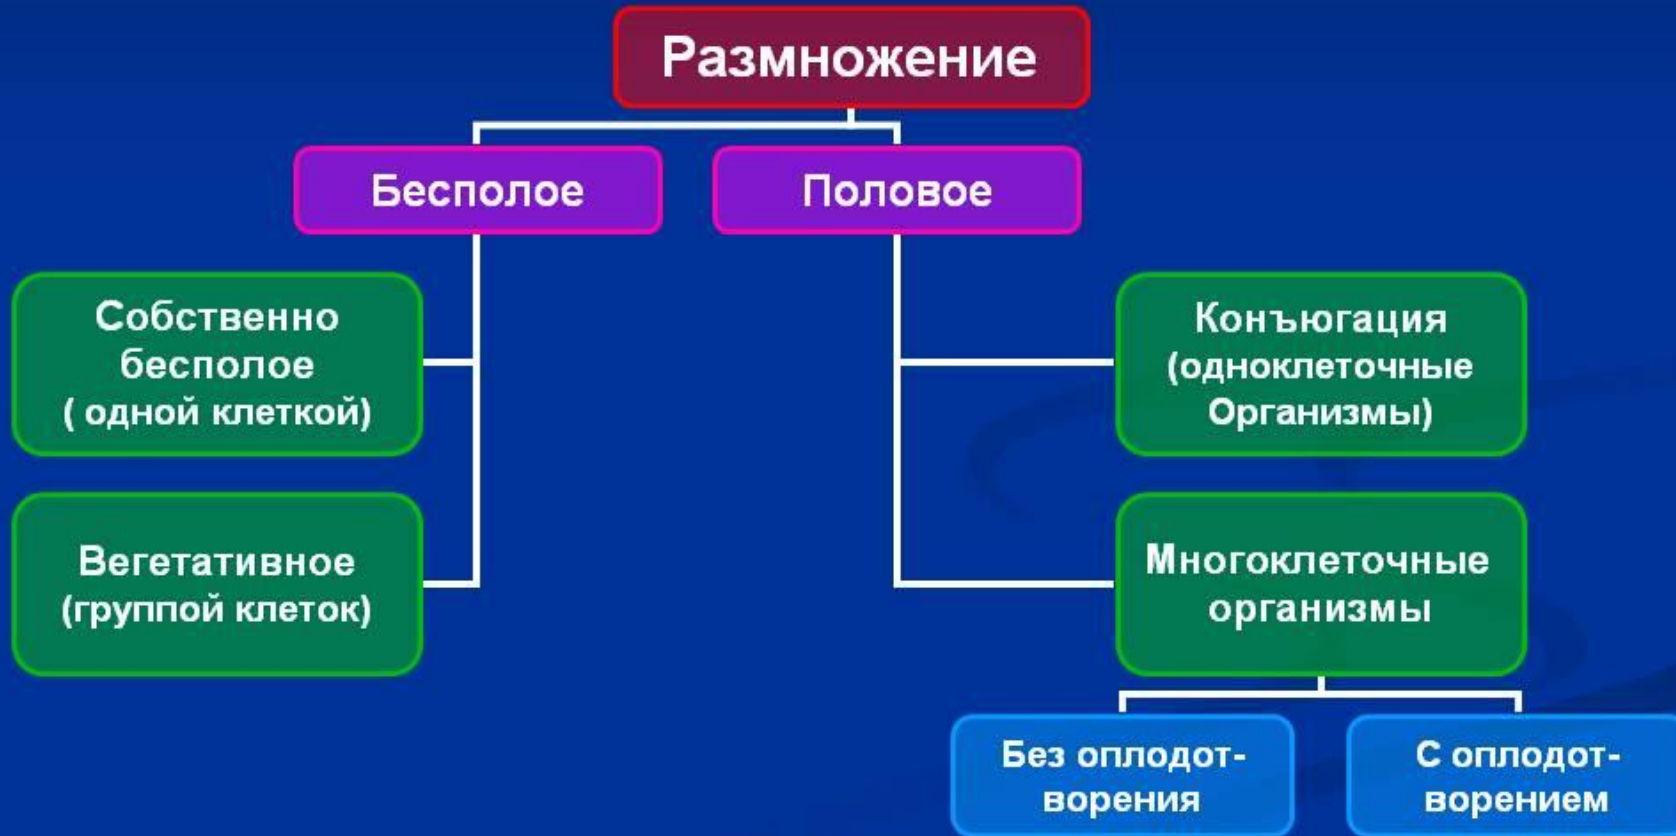 Размножение
Бесполое
Половое
Собственно
бесполое
( одной клеткой)
Конъюгация
(одноклеточные
Организмы)
Вегетативное
(группой клеток)
Многоклеточные
организмы
Без оплодот-
ворения
С оплодот-
ворением